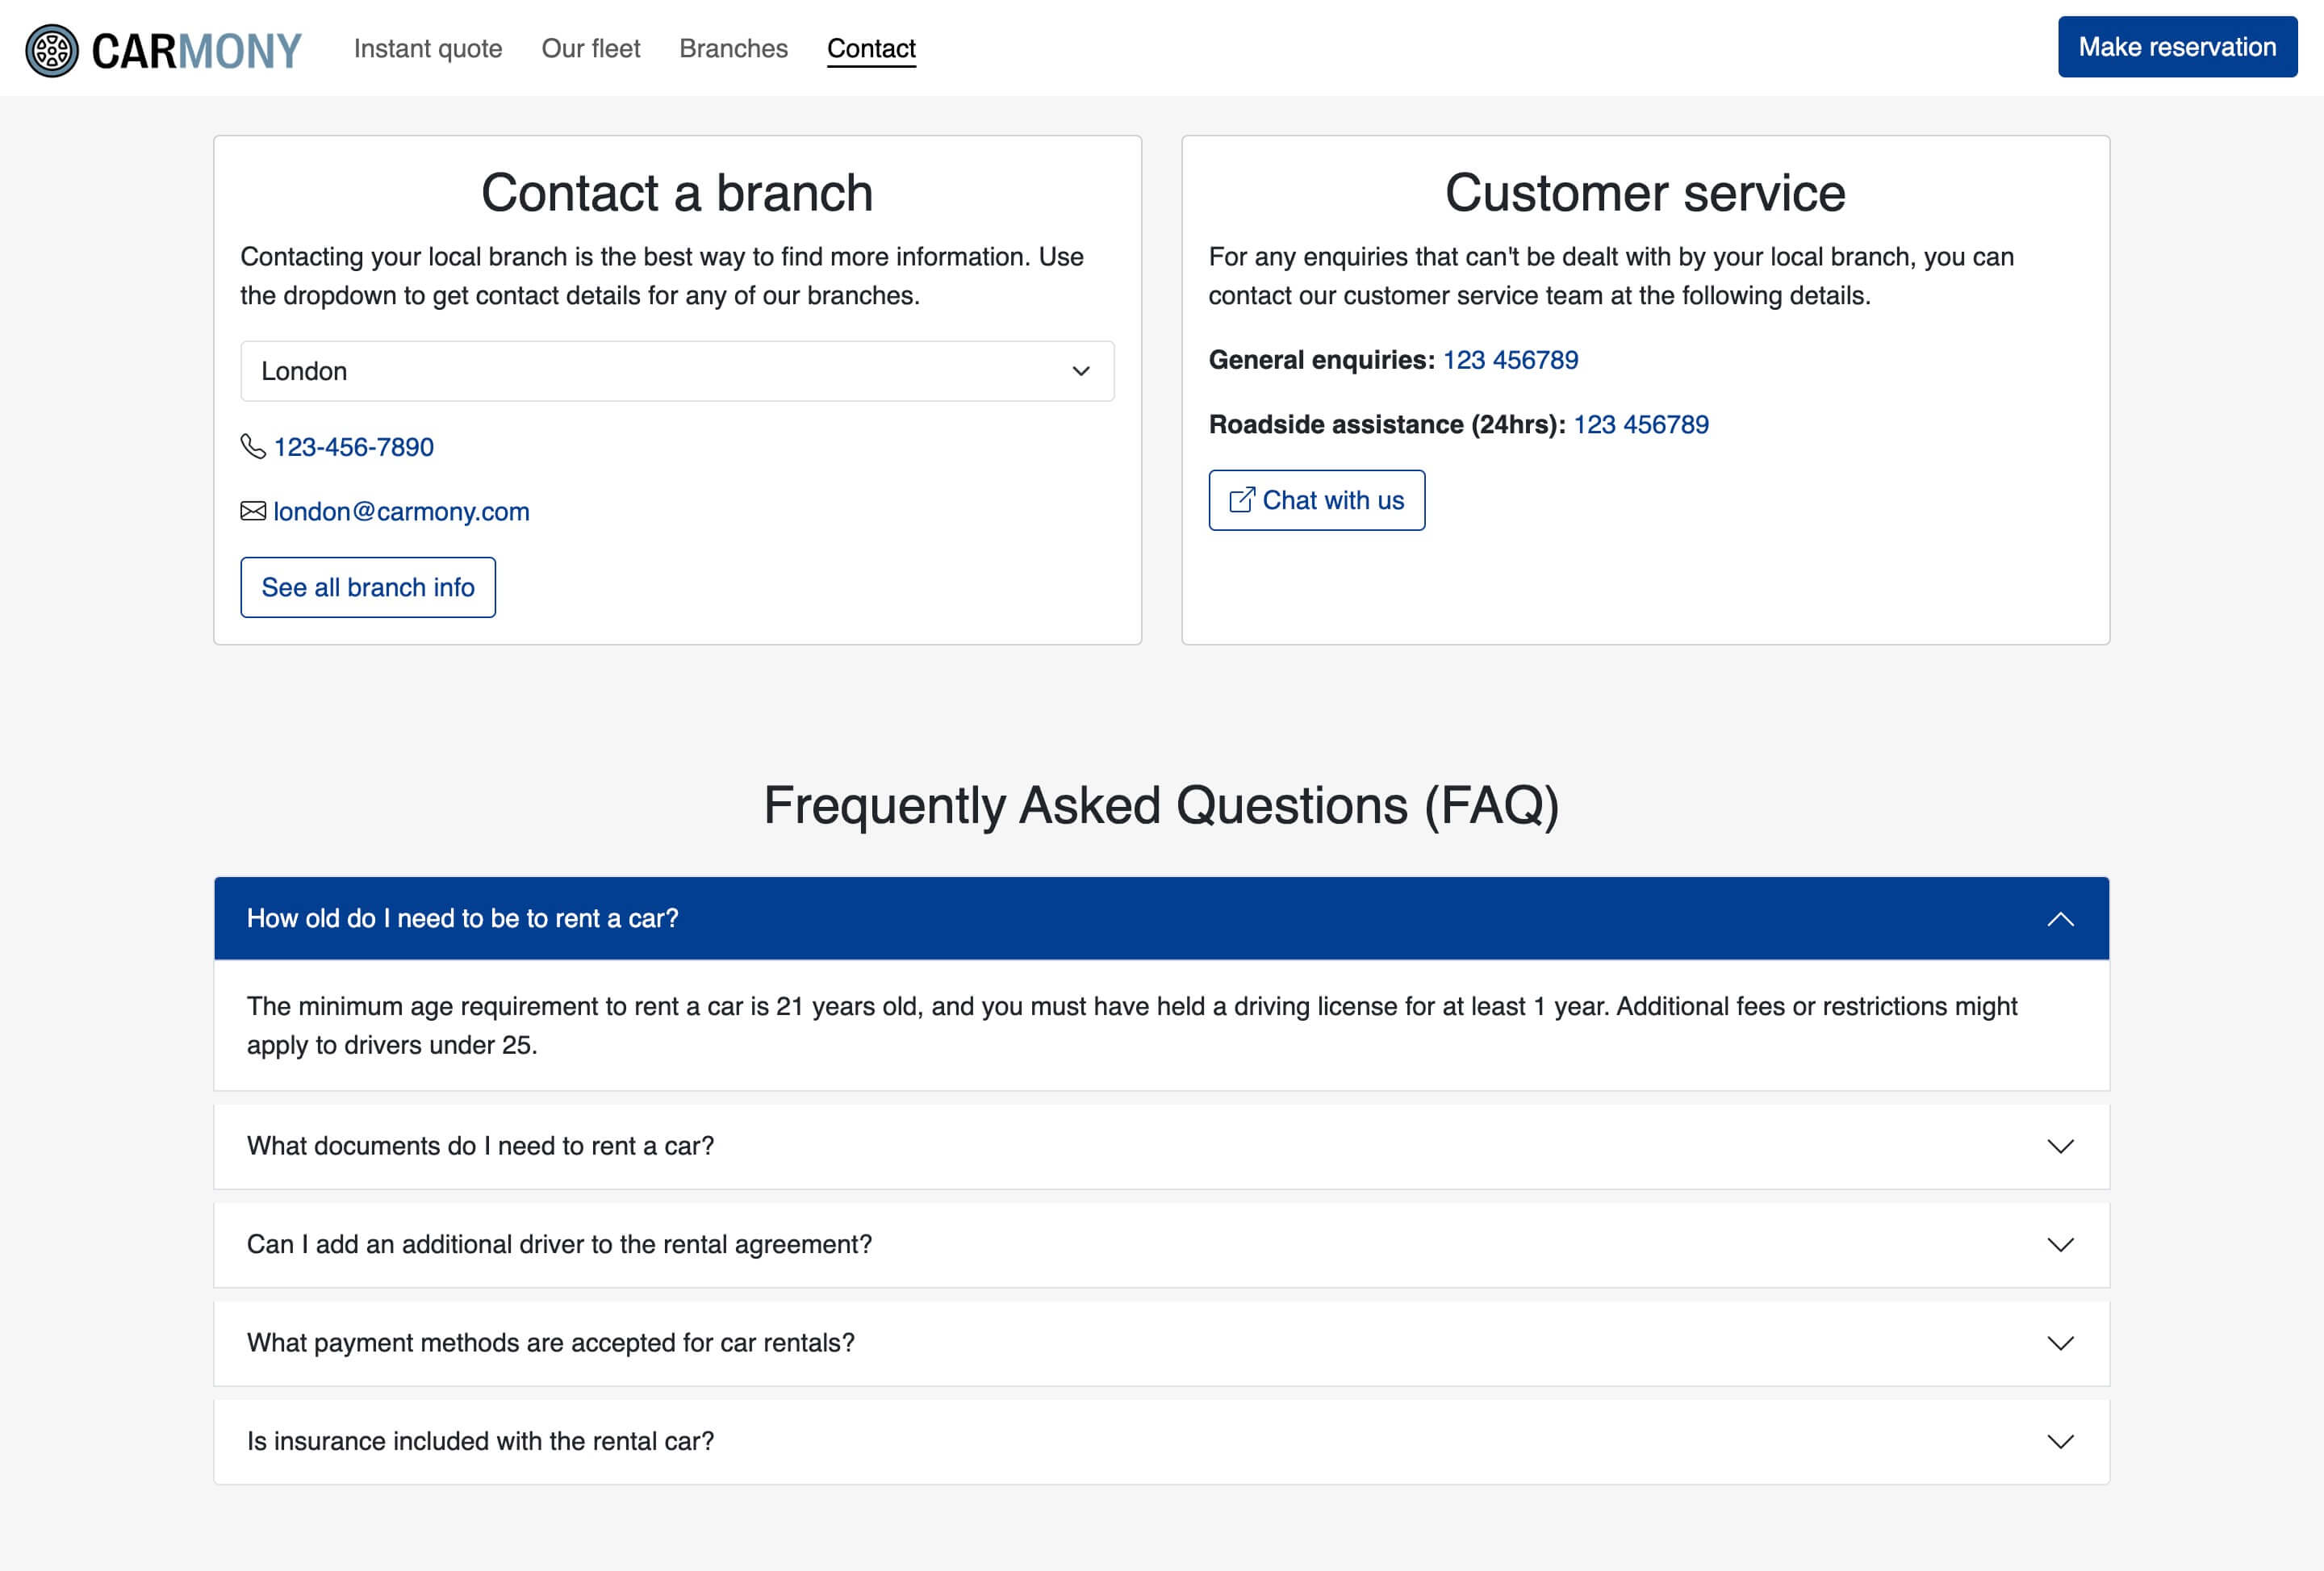 CARMONY
Instant quote
Our fleet
Branches
Contact
Make reservation
Contact a branch
Contacting your local branch is the best way to find more information. Use
the dropdown to get contact details for any of our branches.
London
123-456-7890
london@carmony.com
See all branch info
Customer service
For any enquiries that can't be dealt with by your local branch, you can
contact our customer service team at the following details.
General enquiries: 123 456789
Roadside assistance (24hrs): 123 456789
Chat with us
Frequently Asked Questions (FAQ)
How old do I need to be to rent a car?
The minimum age requirement to rent a car is 21 years old, and you must have held a driving license for at least 1 year. Additional fees or restrictions might
apply to drivers under 25.
What documents do I need to rent a car?
Can I add an additional driver to the rental agreement?
What payment methods are accepted for car rentals?
Is insurance included with the rental car?